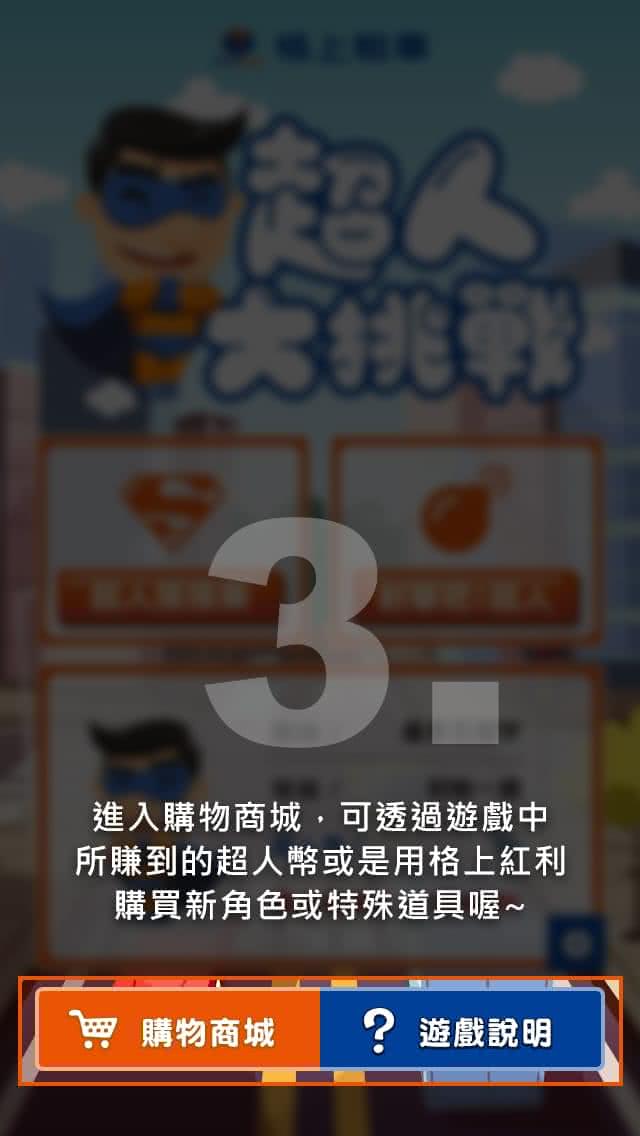 格上租車
超人
大挑戰
3.
進入購物商城，可透過遊戲中
所賺到的超人幣或是用格上紅利
購買新角色或特殊道具喔~
購物商城
遊戲說明